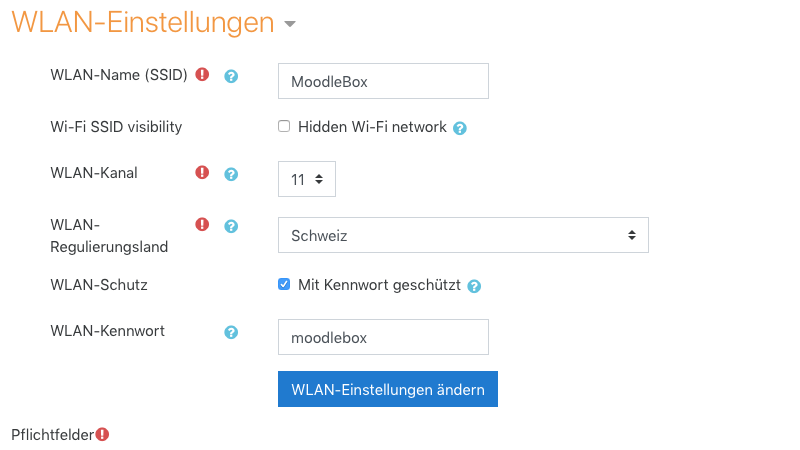 WLAN-Einstellungen
WLAN-Name (SSID) MoodleBox
Wi-Fi SSID visibility Hidden Wi-Fi network
WLAN-Kanal 11
WLAN-
Regulierungsland Schweiz
WLAN-Schutz Mit Kennwort geschützt
WLAN-Kennwort moodlebox
WLAN-Einstellungen ändern
Pflichtfelder